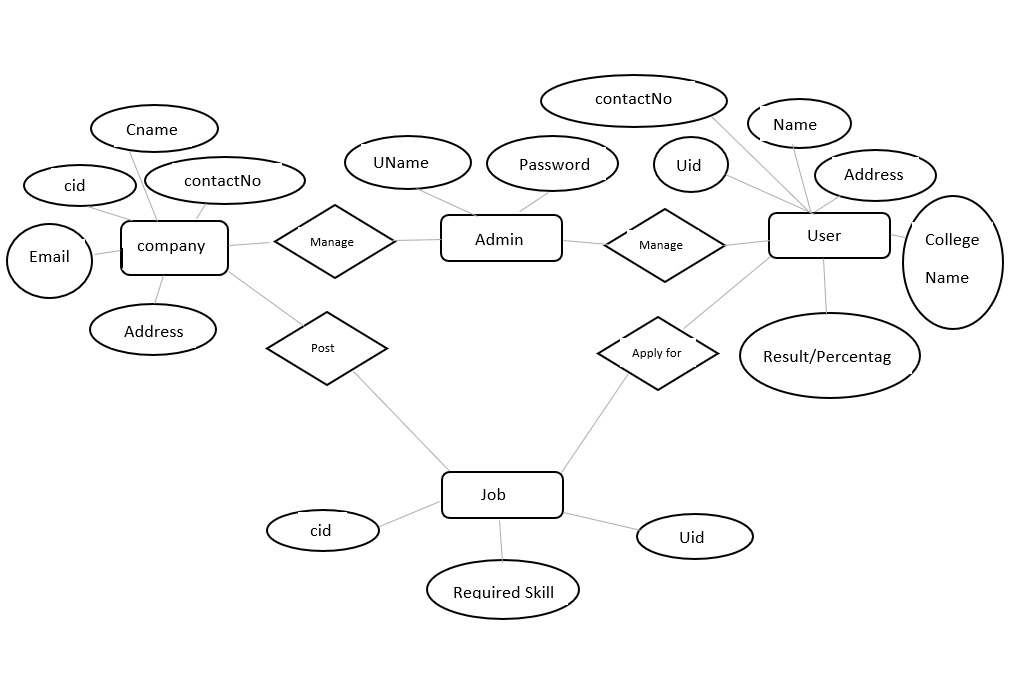 contactNo
Cname
Name
UName
Password
Uid
Address
cid
contactNo
company
Manage
Admin
Manage
User
College
Name
Email
Address
Post
Apply for
Result/Percentag
Job
cid
Uid
Required Skill